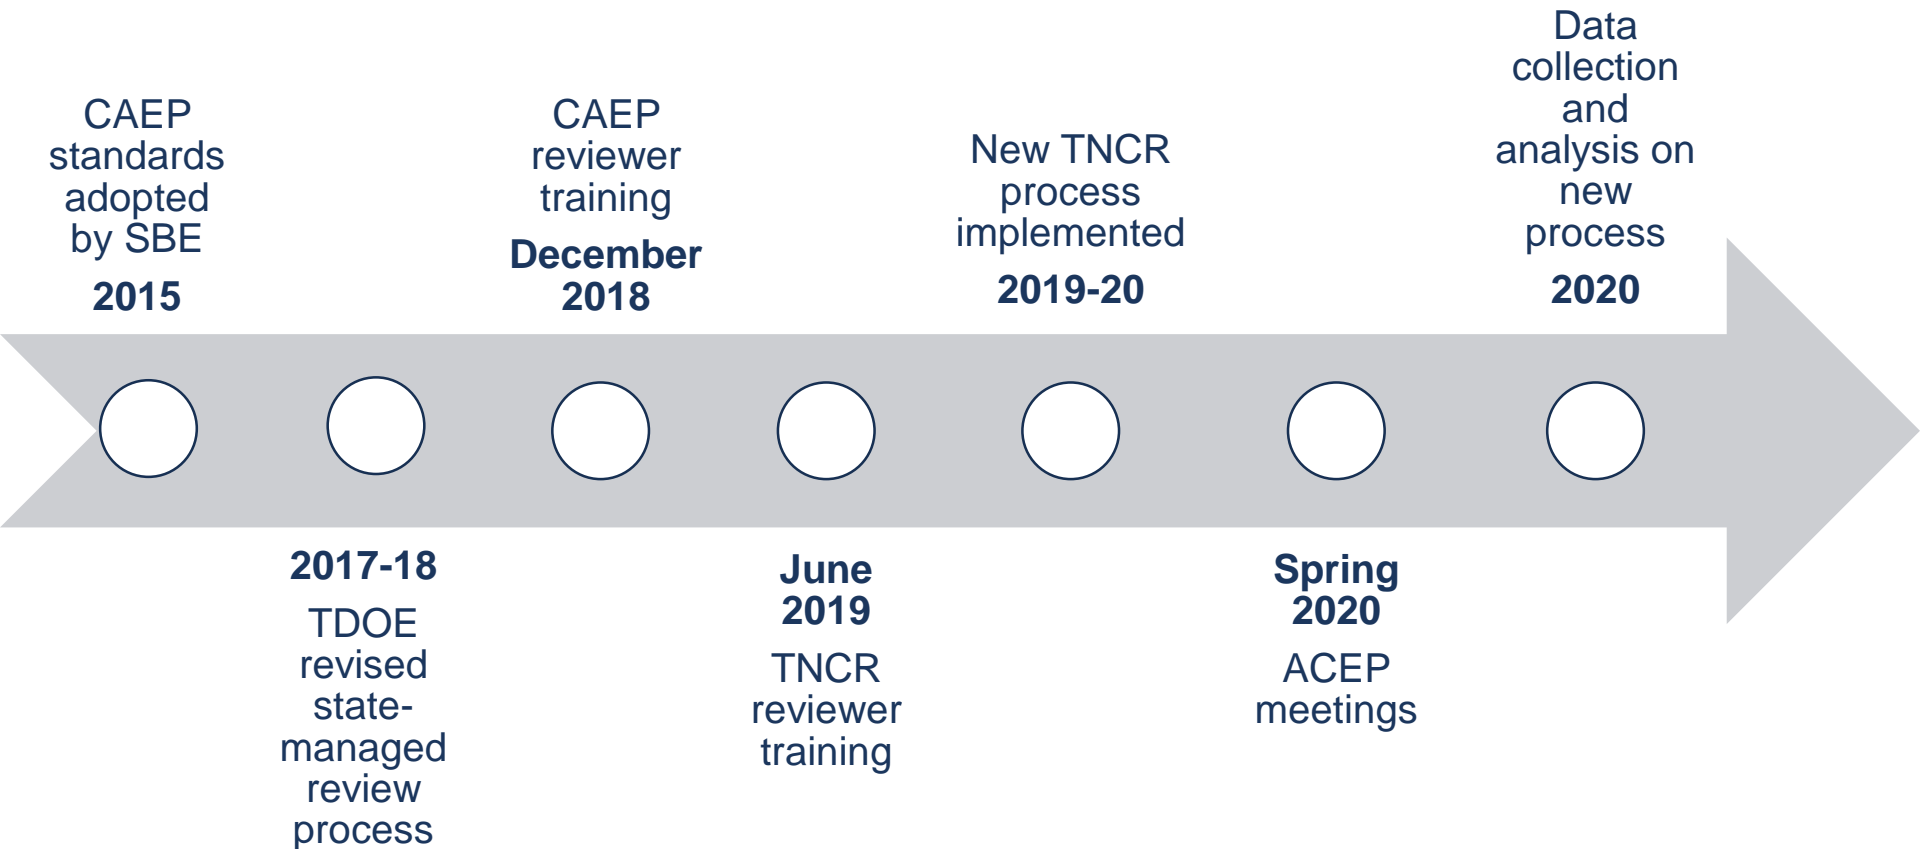 CAEP
standards
adopted
by SBE
2015
2017-18
TDOE
revised
state-
managed
review
process
CAEP
reviewer
training
December
2018
June
2019
TNCR
reviewer
training
New TNCR
process
implemented
2019-20
Spring
2020
ACEP
meetings
Data
collection
and
analysis on
new
process
2020